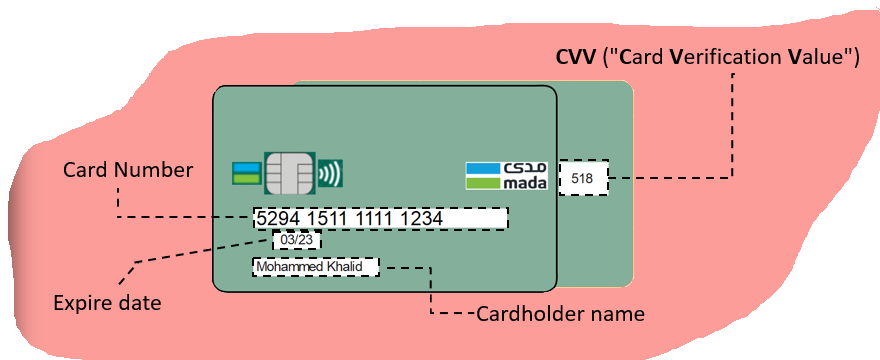 CVV ("Card Verification Value")
Card Number
مدى
mada
518
5294 1511 1111 1234
03/23
Mohammed Khalid
Expire date
Cardholder name